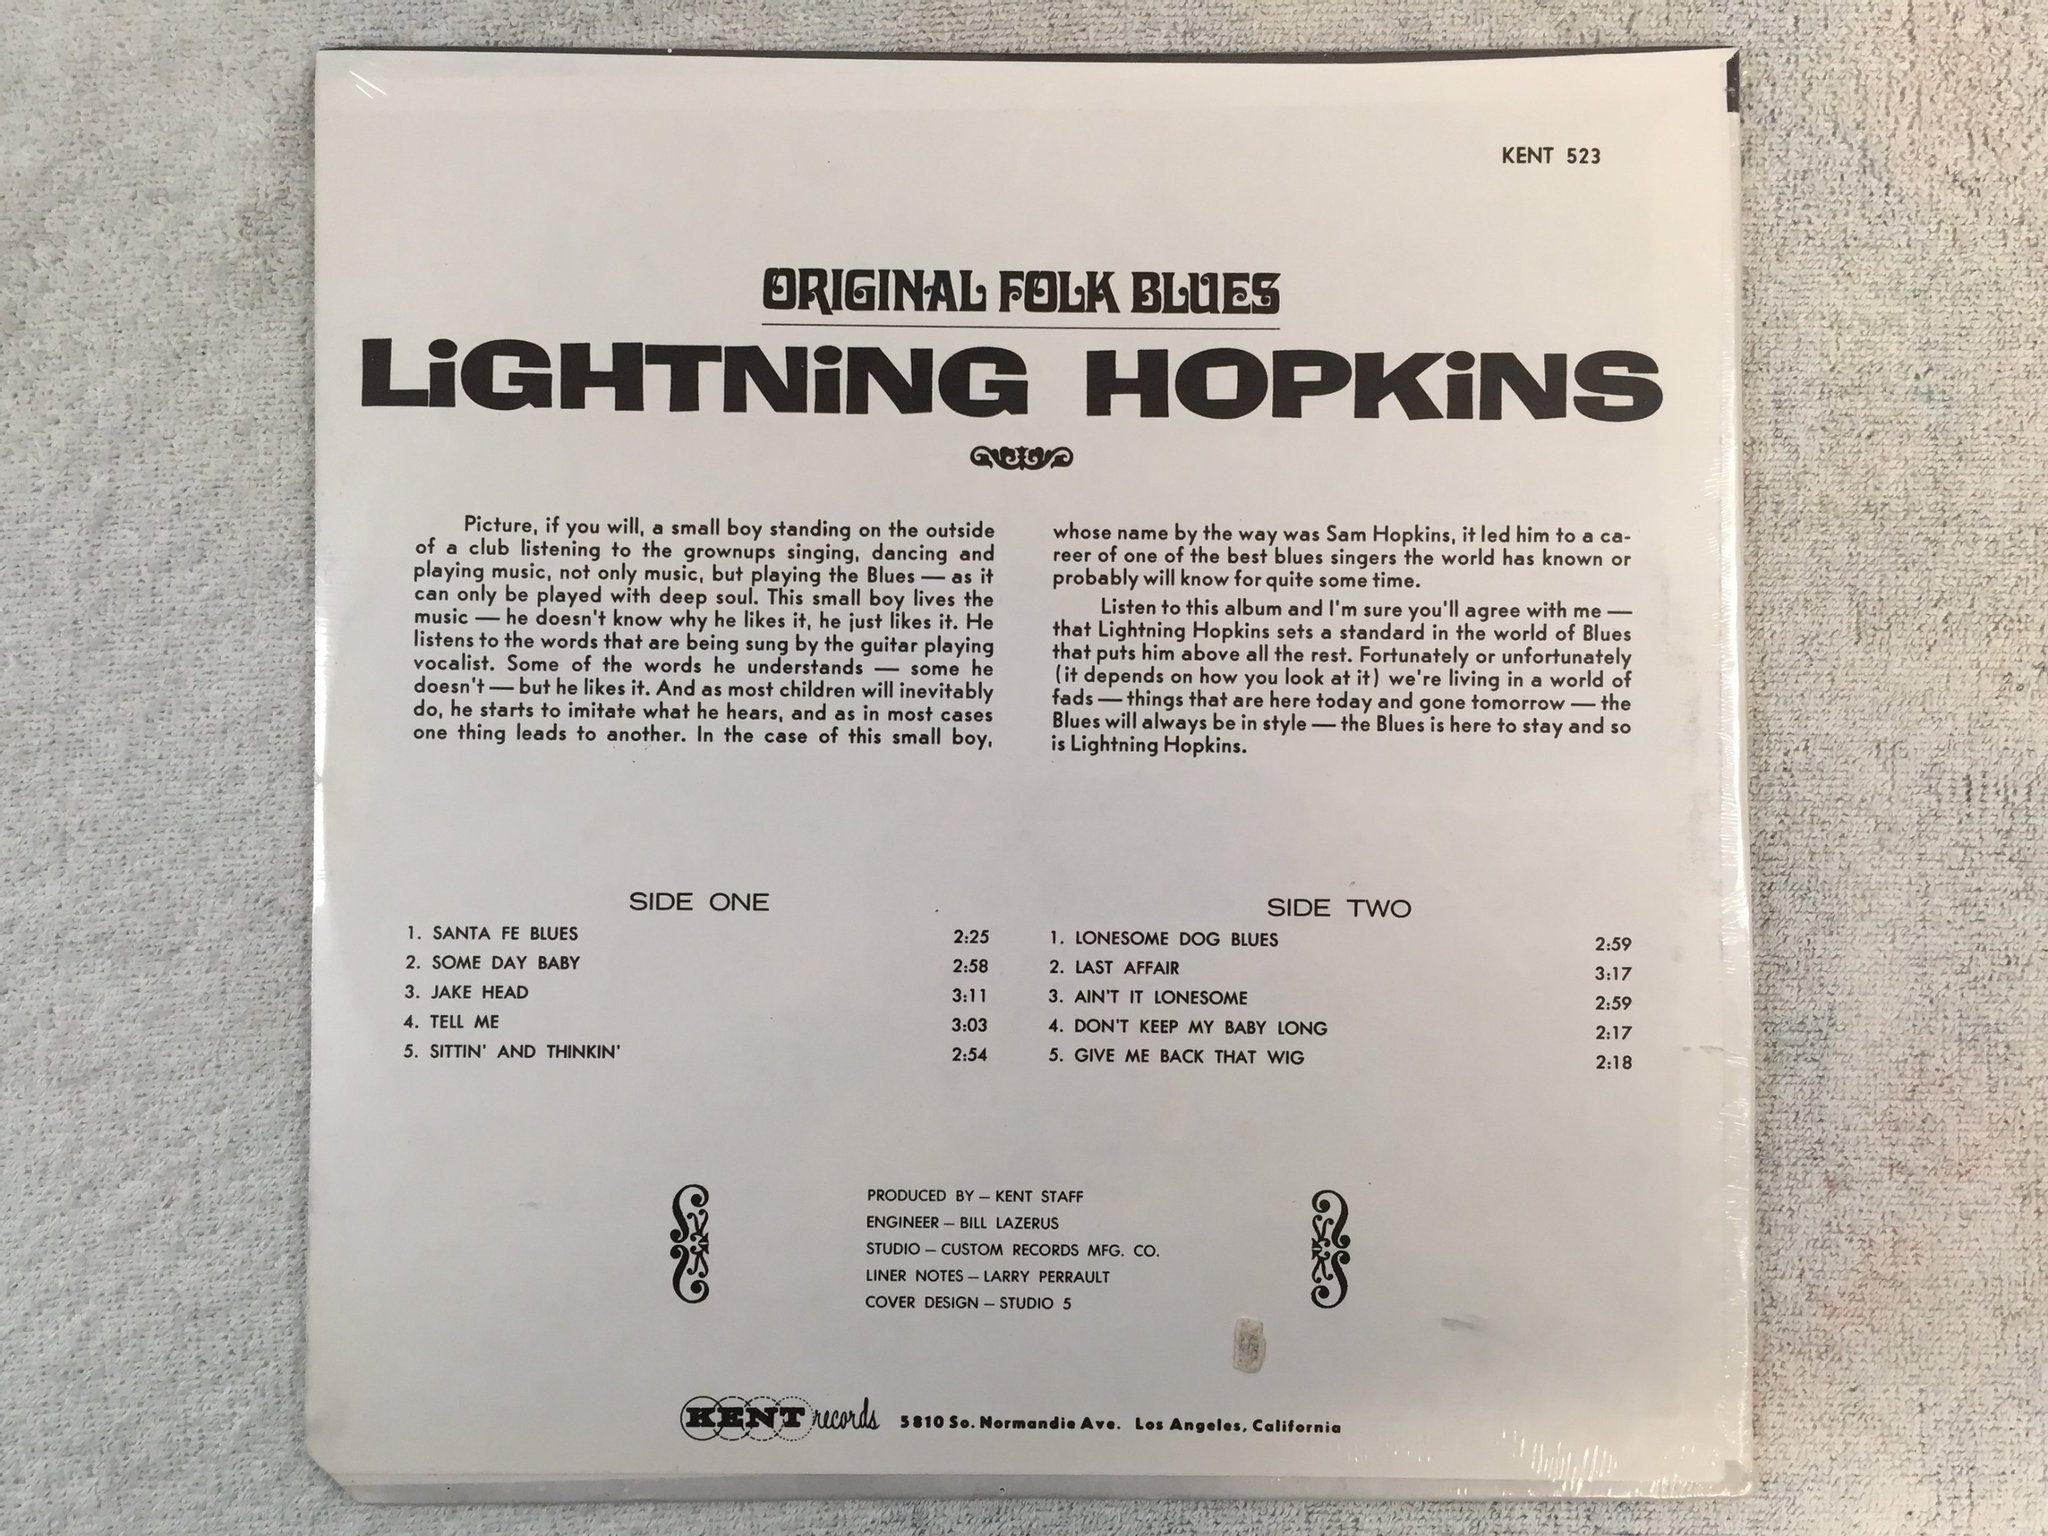 KENT 523
ORIGINAL FOLK BLUES
LiGHTNiNG HOPKiNS
Picture, if you will, a small boy standing on the outside
of a club listening to the grownups singing, dancing and
playing music, not only music, but playing the Blues — as it
can only be played with deep soul. This small boy lives the
music — he doesn't know why he likes it, he just likes it. He
listens to the words that are being sung by the guitar playing
vocalist. Some of the words he understands — some he
doesn't — but he likes it. And as most children will inevitably
do, he starts to imitate what he hears, and as in most cases
one thing leads to another. In the case of this small boy,
whose name by the way was Sam Hopkins, it led him to a ca-
reer of one of the best blues singers the world has known or
probably will know for quite some time.
Listen to this album and I'm sure you'll agree with me —
that Lightning Hopkins sets a standard in the world of Blues
that puts him above all the rest. Fortunately or unfortunately
(it depends on how you look at it) we're living in a world of
fads — things that are here today and gone tomorrow — the
Blues will always be in style — the Blues is here to stay and so
is Lightning Hopkins.
SIDE ONE
1. SANTA FE BLUES 2:25
2. SOME DAY BABY 2:58
3. JAKE HEAD 3:11
4. TELL ME 3:03
5. SITTIN' AND THINKIN' 2:54
SIDE TWO
1. LONESOME DOG BLUES 2:59
2. LAST AFFAIR 3:17
3. AIN'T IT LONESOME 2:59
4. DON'T KEEP MY BABY LONG 2:17
5. GIVE ME BACK THAT WIG 2:18
PRODUCED BY — KENT STAFF
ENGINEER — BILL LAZERUS
STUDIO — CUSTOM RECORDS MFG. CO.
LINER NOTES — LARRY PERRAULT
COVER DESIGN — STUDIO 5
KENT records 5810 So. Normandie Ave. Los Angeles, California